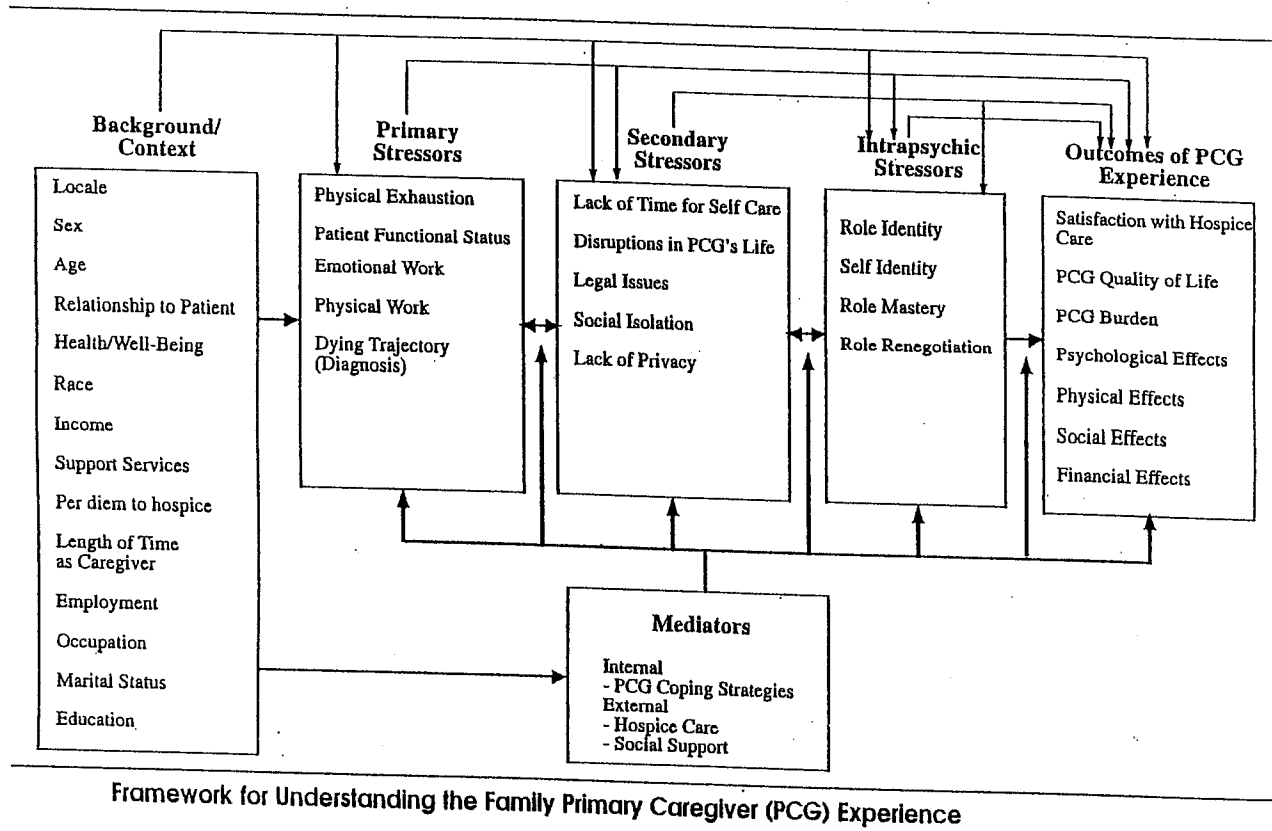 Background/
Context
Locale
Sex
Age
Relationship to Patient
Health/Well-Being
Race
Income
Support Services
Per diem to hospice
Length of Time
as Caregiver
Employment
Occupation
Marital Status
Education
Primary
Stressors
Physical Exhaustion
Patient Functional Status
Emotional Work
Physical Work
Dying Trajectory
(Diagnosis)
Secondary
Stressors
Lack of Time for Self Care
Disruptions in PCG's Life
Legal Issues
Social Isolation
Lack of Privacy
Intrapsychic
Stressors
Role Identity
Self Identity
Role Mastery
Role Renegotiation
Outcomes of PCG
Experience
Satisfaction with Hospice
Care
PCG Quality of Life
PCG Burden
Psychological Effects
Physical Effects
Social Effects
Financial Effects
Mediators
Internal
- PCG Coping Strategies
External
- Hospice Care
- Social Support
Framework for Understanding the Family Primary Caregiver (PCG) Experience